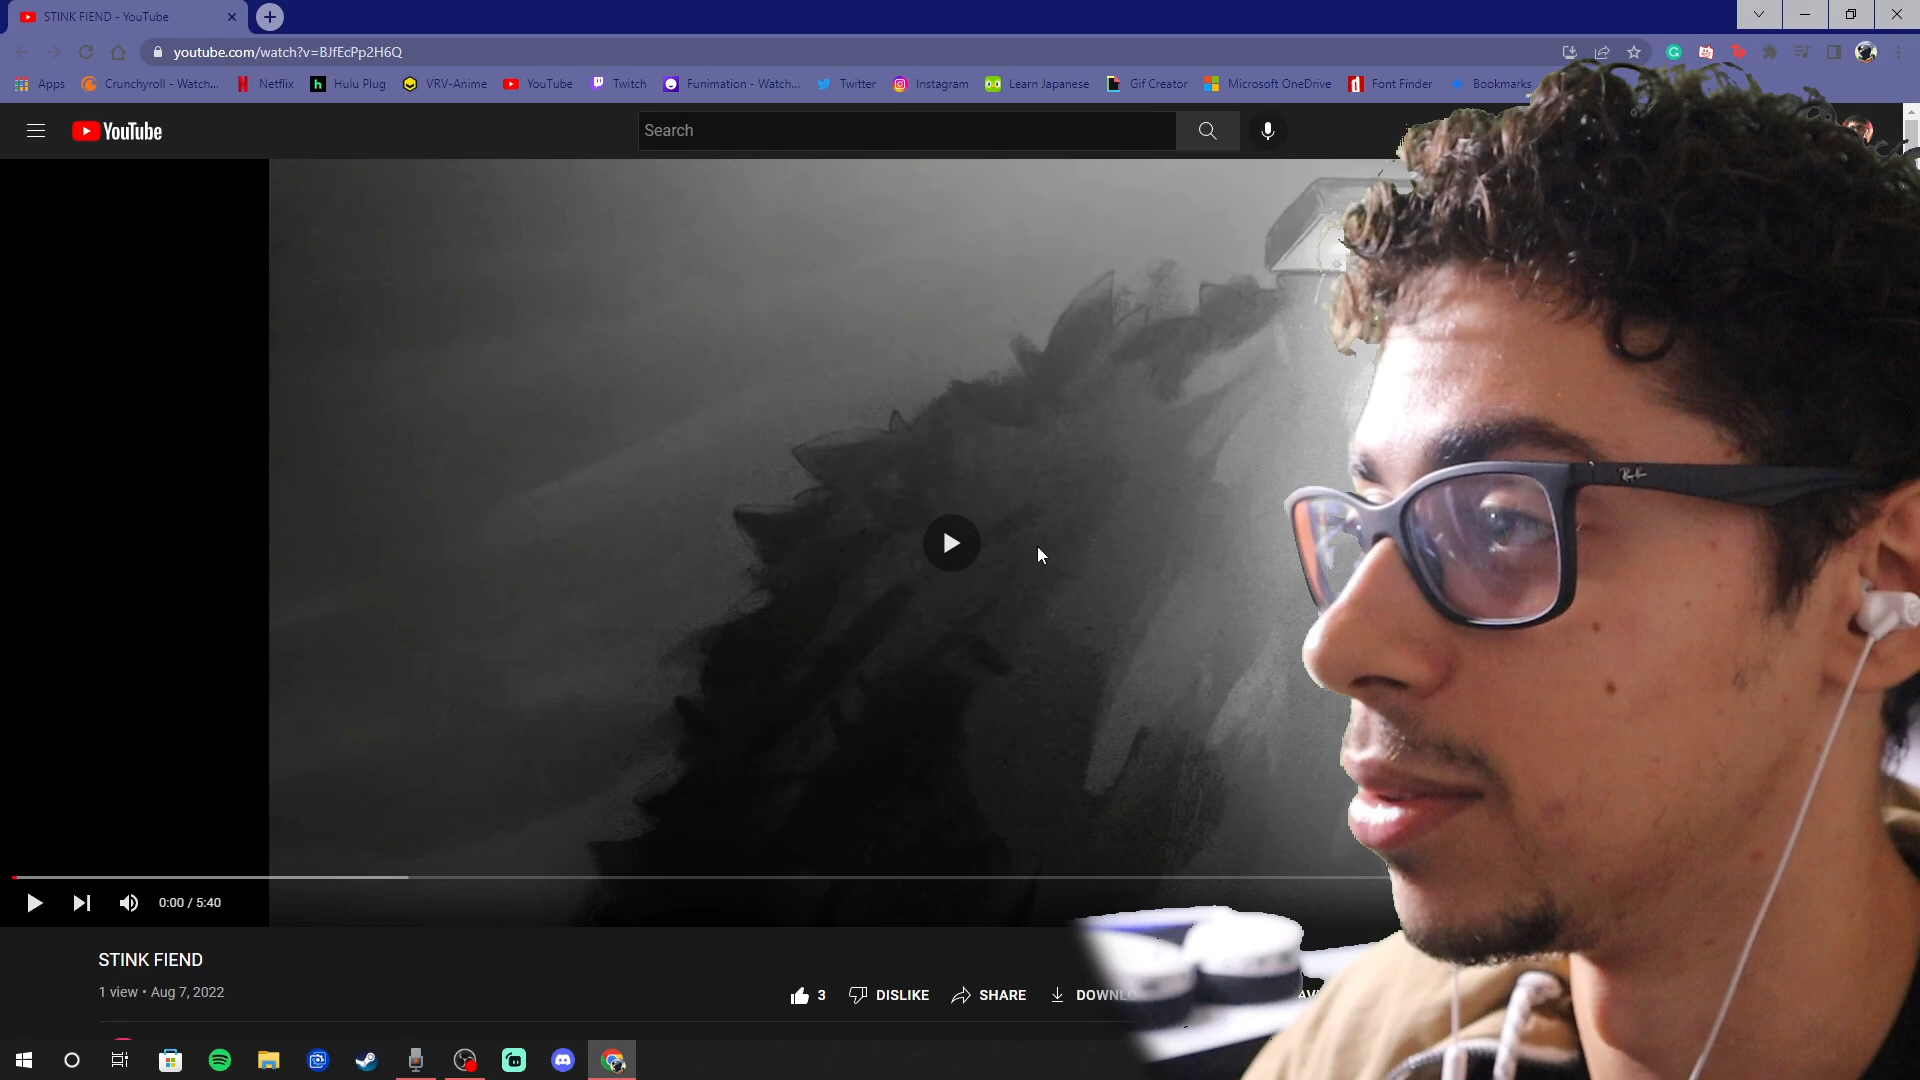 STINK FIEND - YouTube
youtube.com/watch?v=BJfEcPp2H6Q
Apps Crunchyroll - Watch... Netflix Hulu Plug VRV-Anime YouTube Twitch Funimation - Watch... Twitter Instagram Learn Japanese Gif Creator Microsoft OneDrive Font Finder Bookmarks
YouTube
Search
Ray-Ban
0:00 / 5:40
STINK FIEND
1 view • Aug 7, 2022
3 DISLIKE SHARE